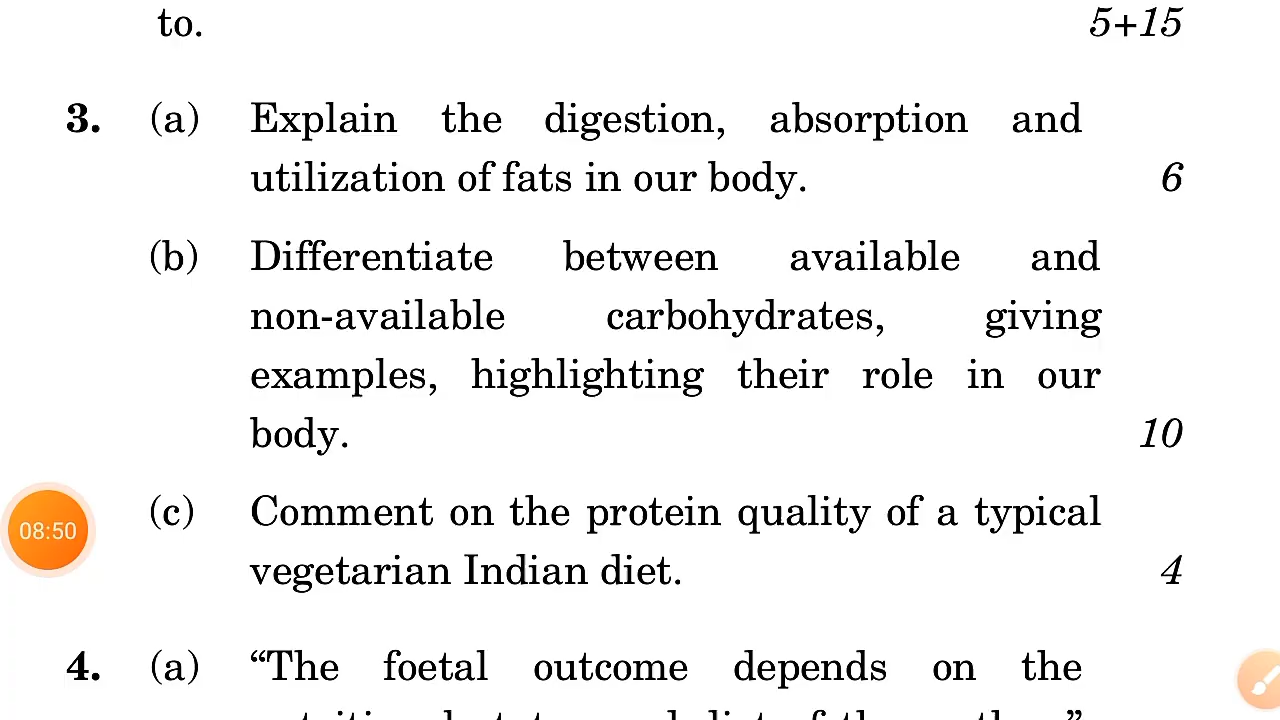 to. 5+15
3. (a) Explain the digestion, absorption and
utilization of fats in our body. 6
(b) Differentiate between available and
non-available carbohydrates, giving
examples, highlighting their role in our
body. 10
08:50
(c) Comment on the protein quality of a typical
vegetarian Indian diet. 4
4. (a) “The foetal outcome depends on the